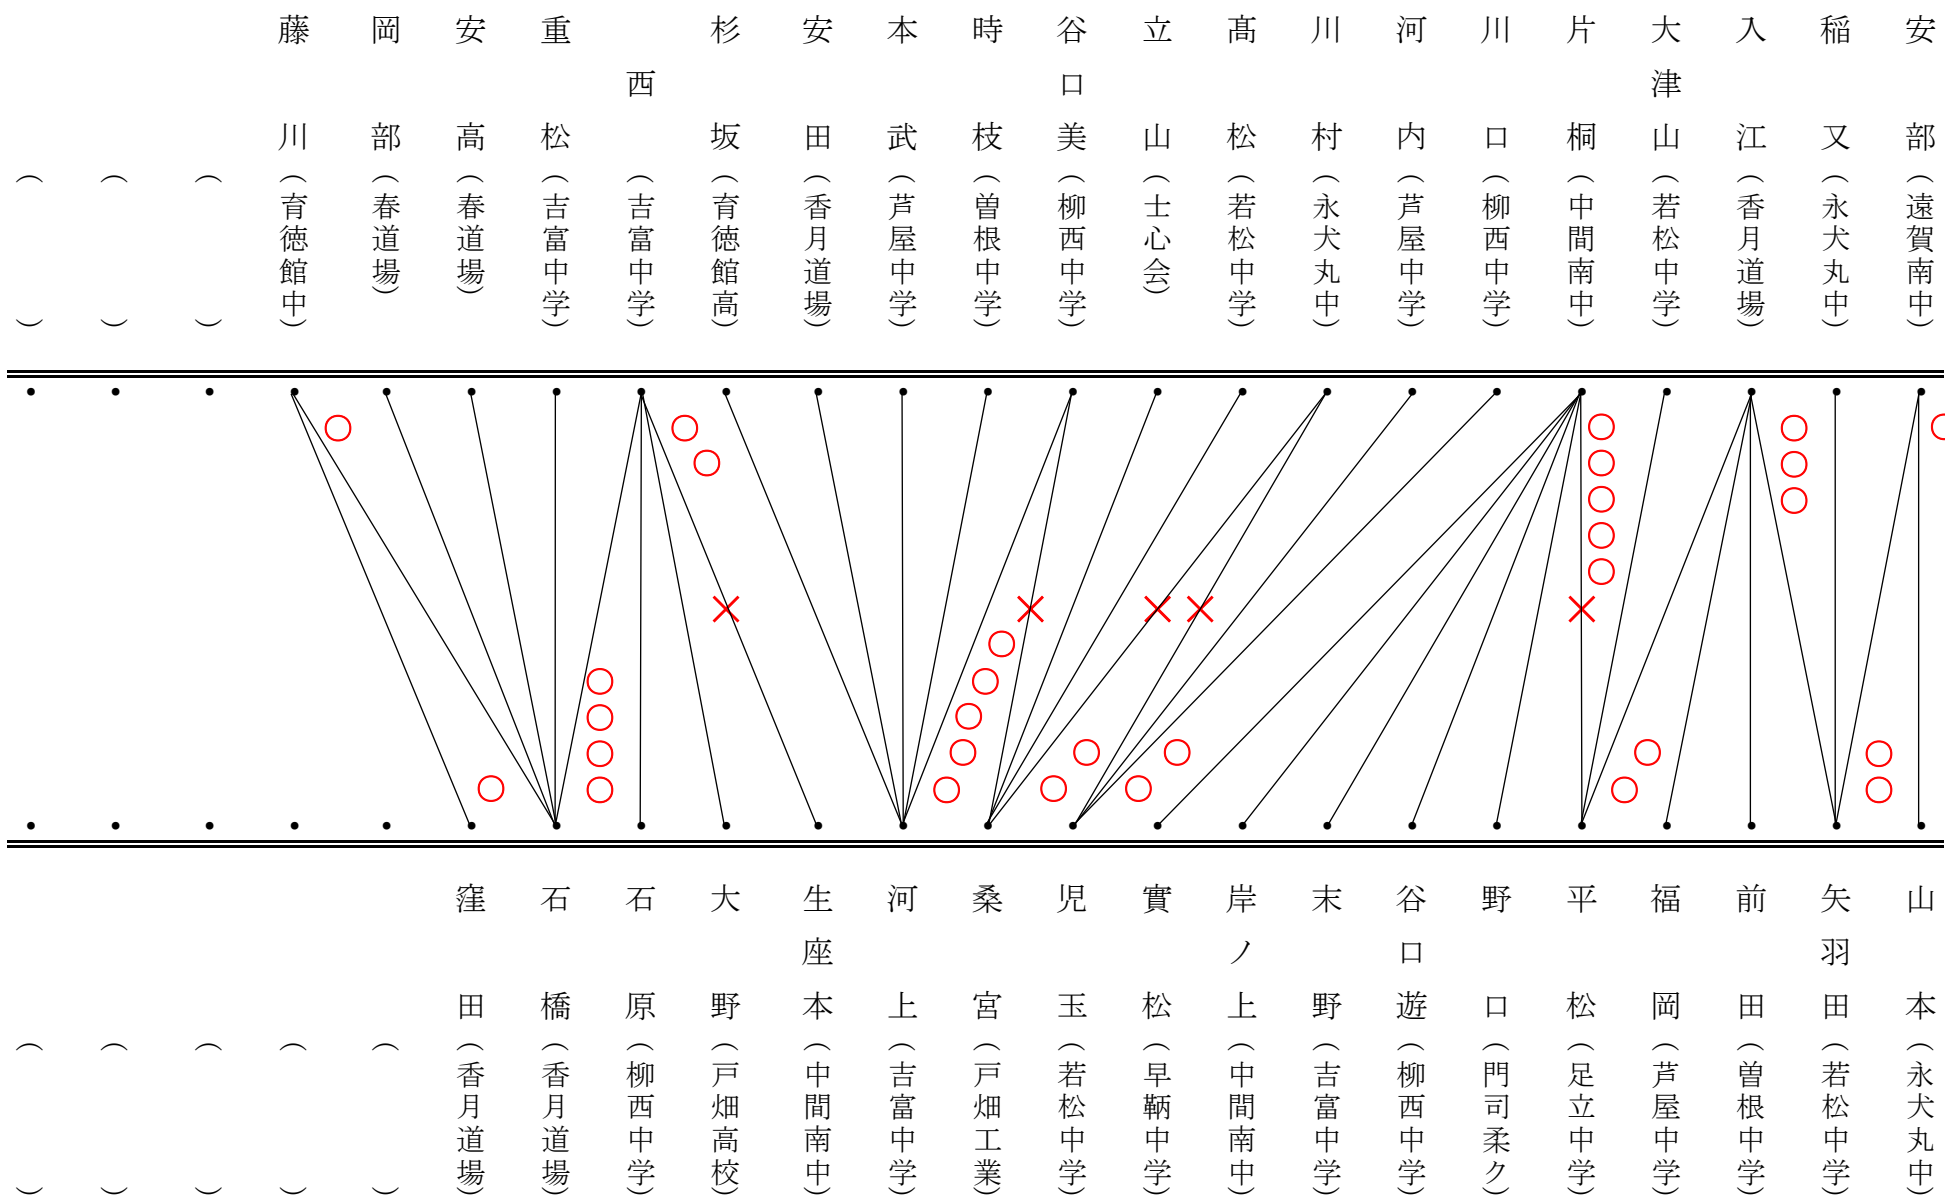 安部（遠賀南中）
稲又（永犬丸中）
入江（香月道場）
大津山（若松中学）
片桐（中間南中）
川口（柳西中学）
河内（芦屋中学）
川村（永犬丸中）
髙松（若松中学）
立山（士心会）
谷口美（柳西中学）
時枝（曽根中学）
本武（芦屋中学）
安田（香月道場）
杉坂（育徳館高）
西（吉富中学）
重松（吉富中学）
安高（春道場）
岡部（春道場）
藤川（育徳館中）
（　）
（　）
（　）
山本（永犬丸中）
矢羽田（若松中学）
前田（曽根中学）
福岡（芦屋中学）
平松（足立中学）
野口（門司柔ク）
谷口遊（柳西中学）
末野（吉富中学）
岸ノ上（中間南中）
實松（早鞆中学）
児玉（若松中学）
桑宮（戸畑工業）
河上（吉富中学）
生座本（中間南中）
大野（戸畑高校）
石原（柳西中学）
石橋（香月道場）
窪田（香月道場）
（　）
（　）
（　）
（　）
（　）